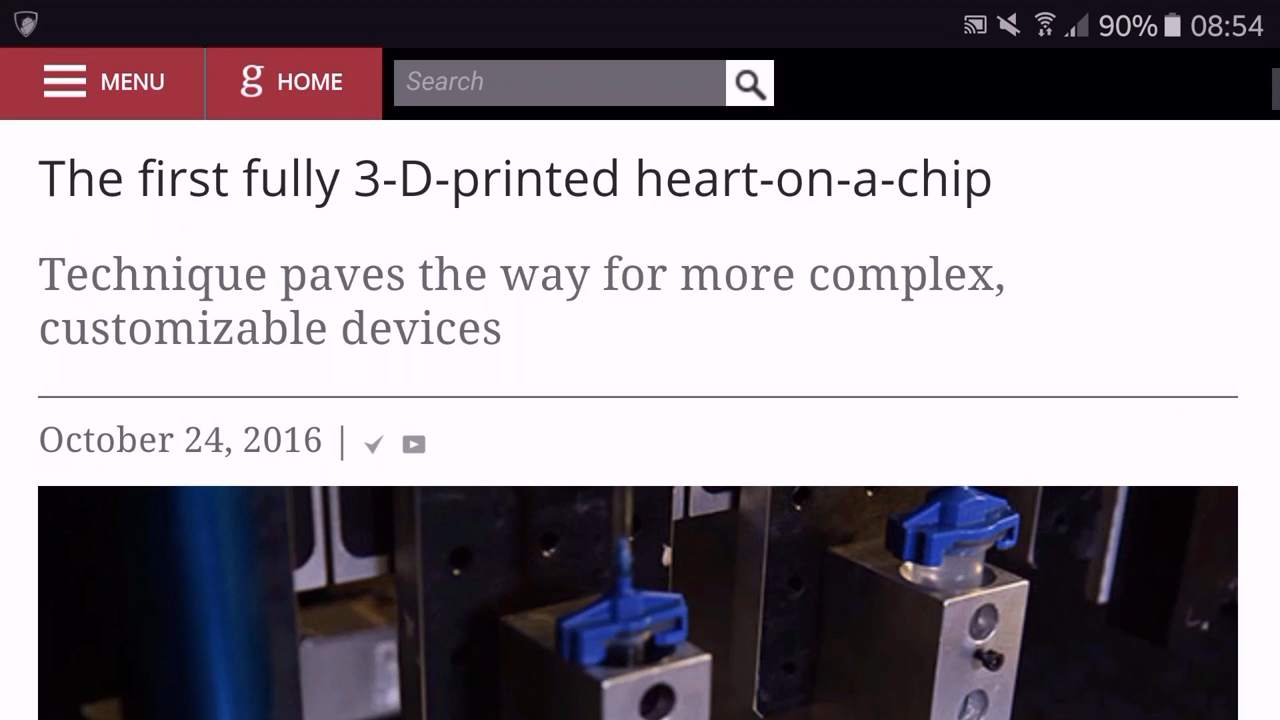 90% 08:54
MENU g HOME Search
The first fully 3-D-printed heart-on-a-chip
Technique paves the way for more complex,
customizable devices
October 24, 2016 |